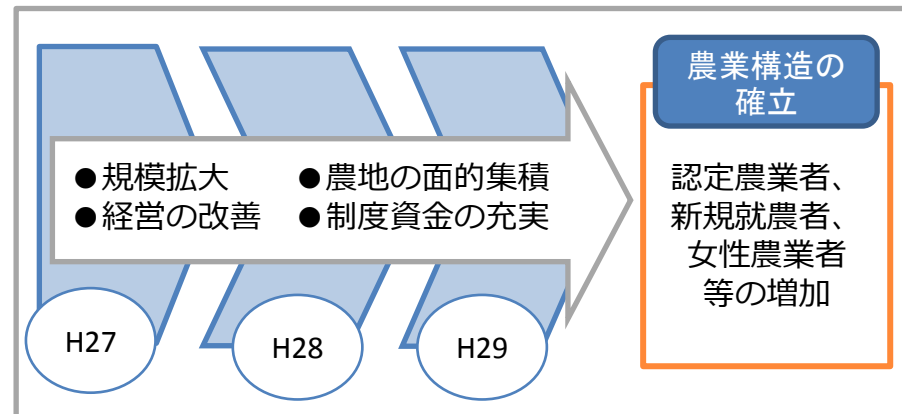 農業構造の
確立
●規模拡大 ●農地の面的集積
●経営の改善 ●制度資金の充実
認定農業者、
新規就農者、
女性農業者
等の増加
H27
H28
H29